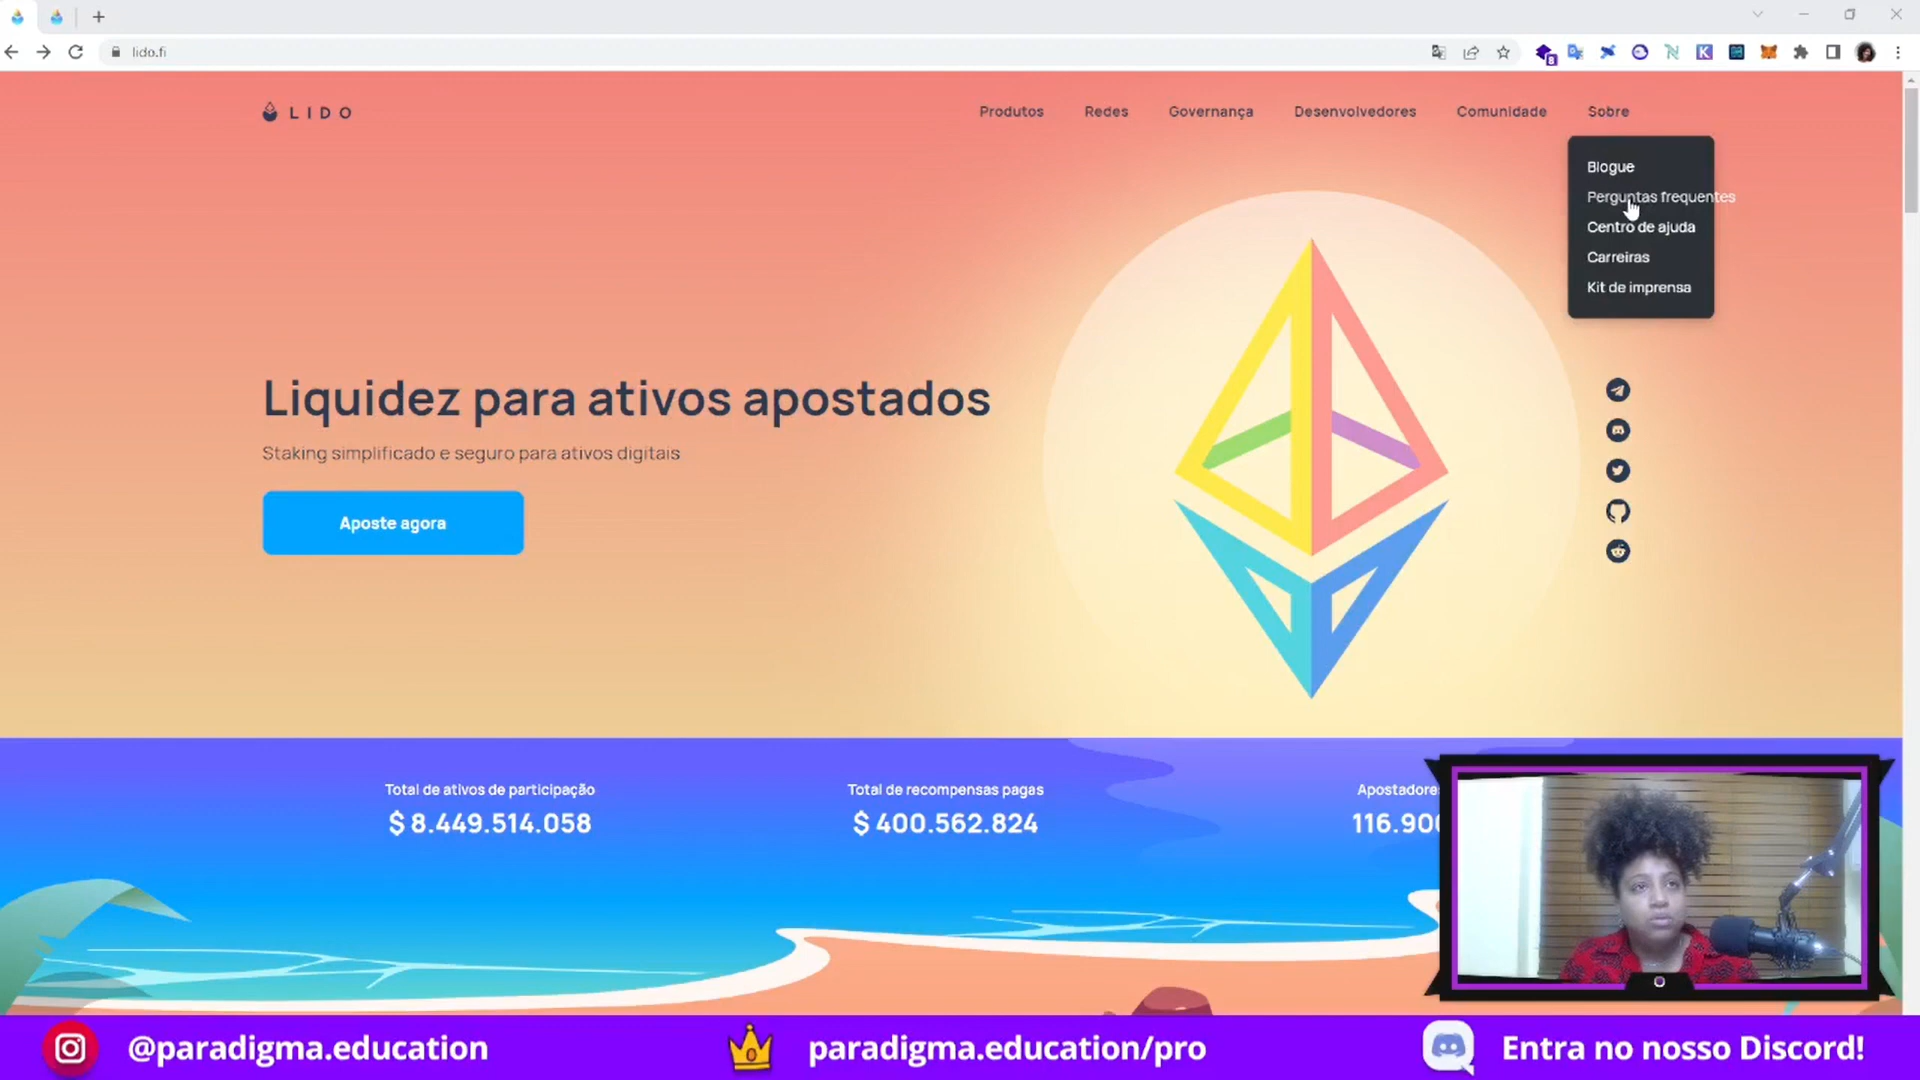 lido.fi
8
K
LIDO
Produtos
Redes
Governança
Desenvolvedores
Comunidade
Sobre
Blogue
Perguntas frequentes
Centro de ajuda
Carreiras
Kit de imprensa
Liquidez para ativos apostados
Staking simplificado e seguro para ativos digitais
Aposte agora
Total de ativos de participação
$ 8.449.514.058
Total de recompensas pagas
$ 400.562.824
@paradigma.education
paradigma.education/pro
Entra no nosso Discord!